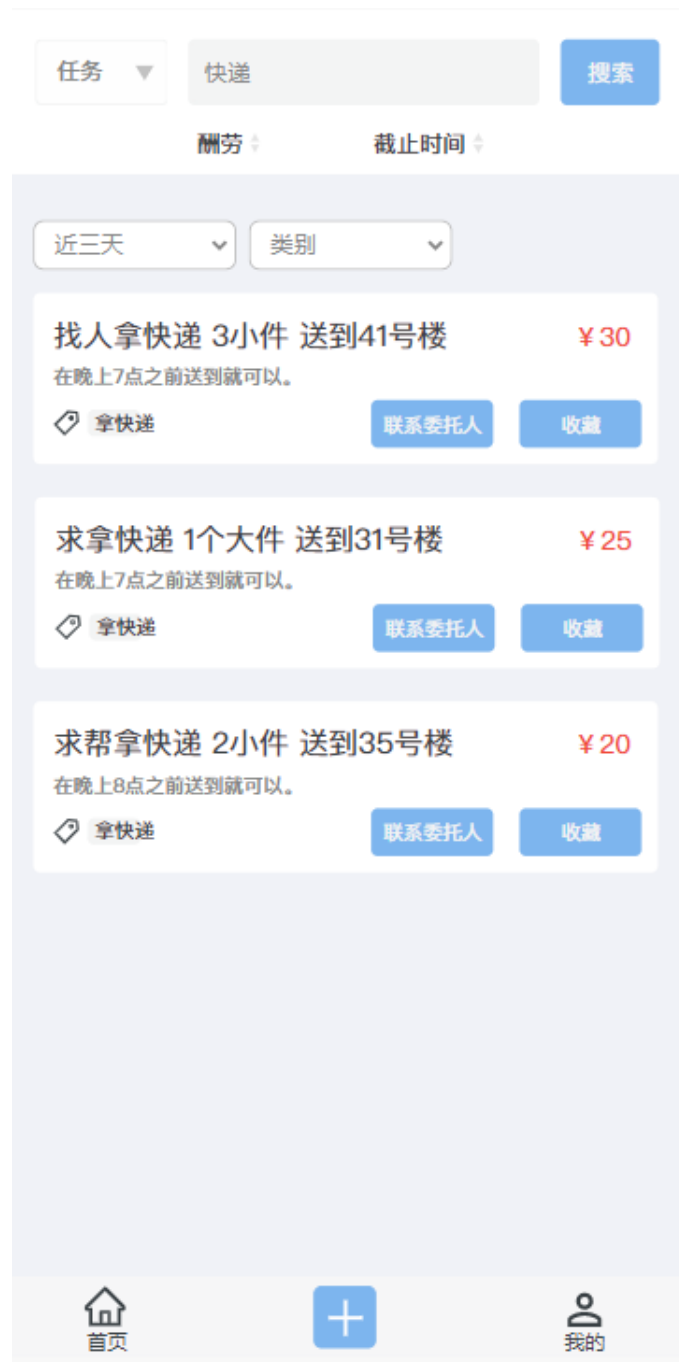 任务 快递 搜索
酬劳 截止时间
近三天 类别
找人拿快递 3小件 送到41号楼 ¥30
在晚上7点之前送到就可以。
拿快递 联系委托人 收藏
求拿快递 1个大件 送到31号楼 ¥25
在晚上7点之前送到就可以。
拿快递 联系委托人 收藏
求帮拿快递 2小件 送到35号楼 ¥20
在晚上8点之前送到就可以。
拿快递 联系委托人 收藏
首页 我的